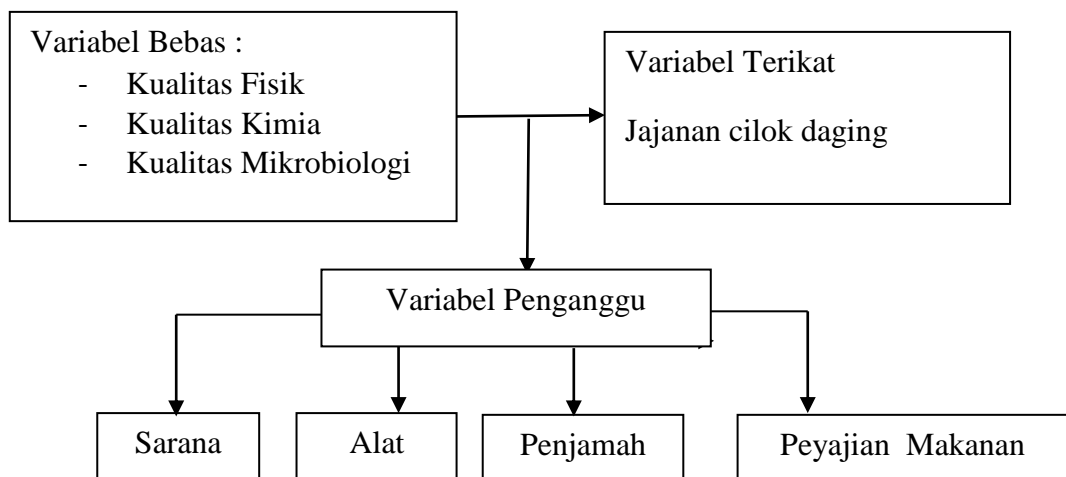 Variabel Bebas :
- Kualitas Fisik
- Kualitas Kimia
- Kualitas Mikrobiologi
Variabel Terikat
Jajanan cilok daging
Variabel Penganggu
Sarana
Alat
Penjamah
Peyajian Makanan